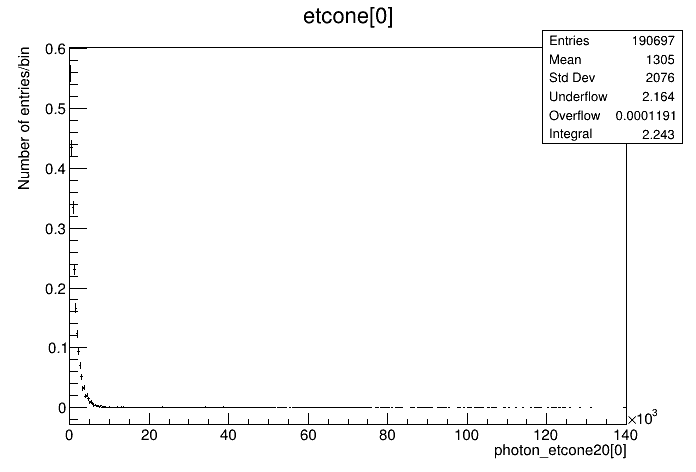 etcone[0]
Entries 190697
Mean 1305
Std Dev 2076
Underflow 2.164
Overflow 0.0001191
Integral 2.243
Number of entries/bin
0.6
0.5
0.4
0.3
0.2
0.1
0
0 20 40 60 80 100 120 140
×10³
photon_etcone20[0]